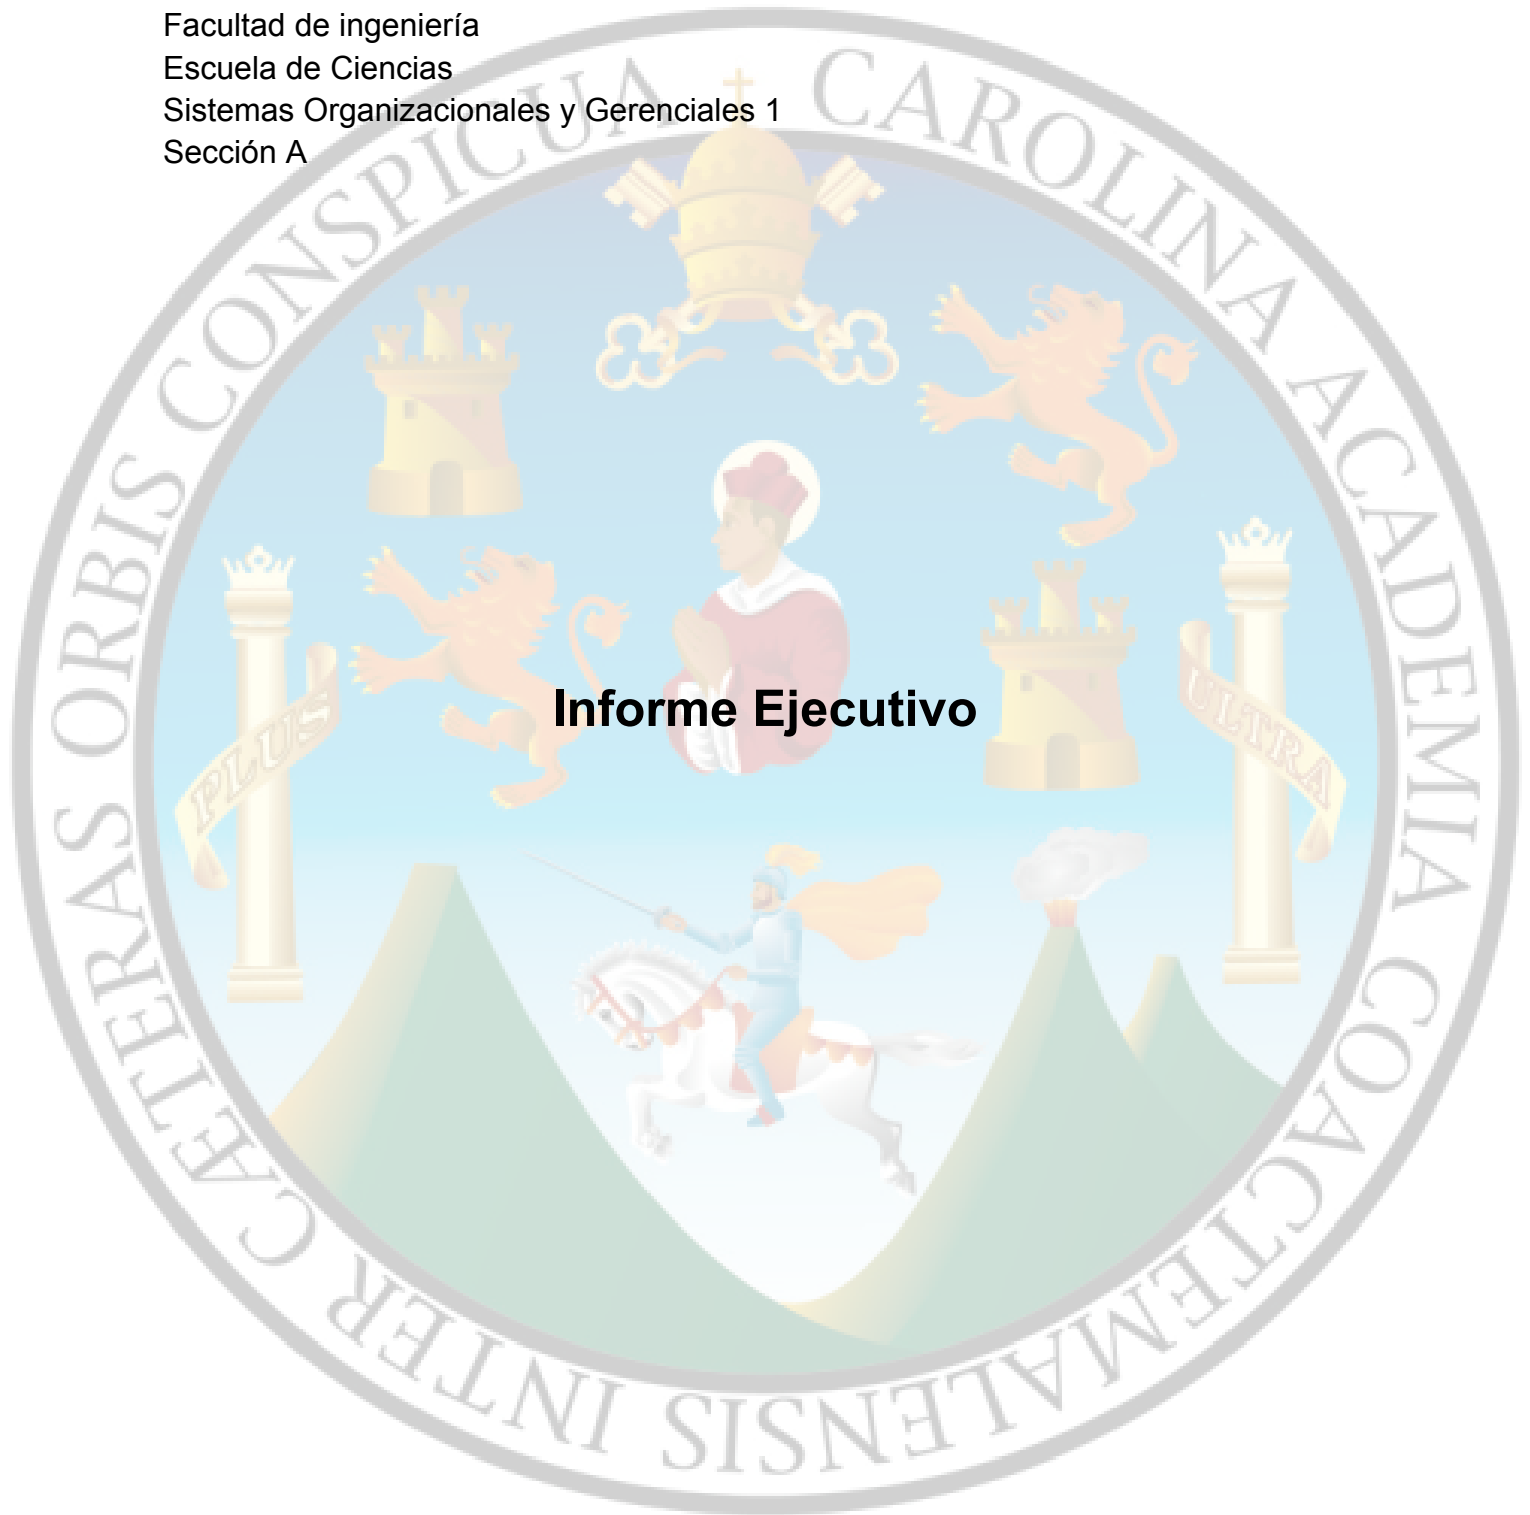 Facultad de ingeniería
Escuela de Ciencias
Sistemas Organizacionales y Gerenciales 1
Sección A
Informe Ejecutivo
CAROLINA ACADEMIA COACTEMALENSIS INTER CÆTERAS ORBIS CONSPICUA
PLUS
ULTRA